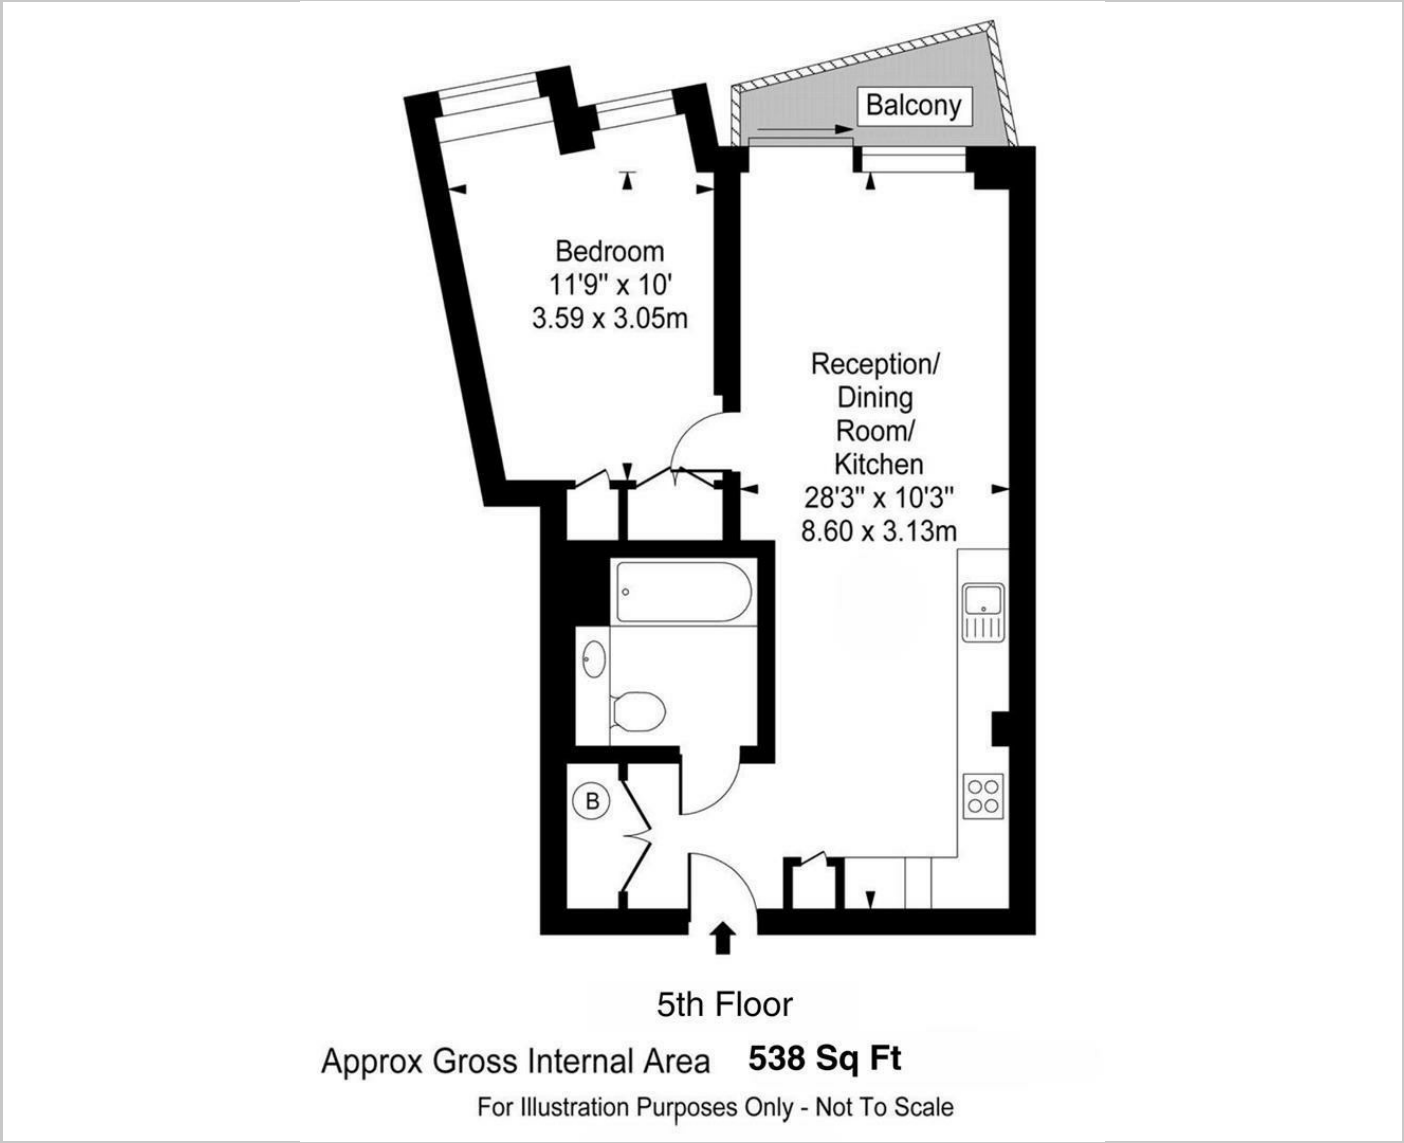 Balcony
Bedroom
11'9" x 10'
3.59 x 3.05m
Reception/
Dining
Room/
Kitchen
28'3" x 10'3"
8.60 x 3.13m
B
5th Floor
Approx Gross Internal Area 538 Sq Ft
For Illustration Purposes Only - Not To Scale